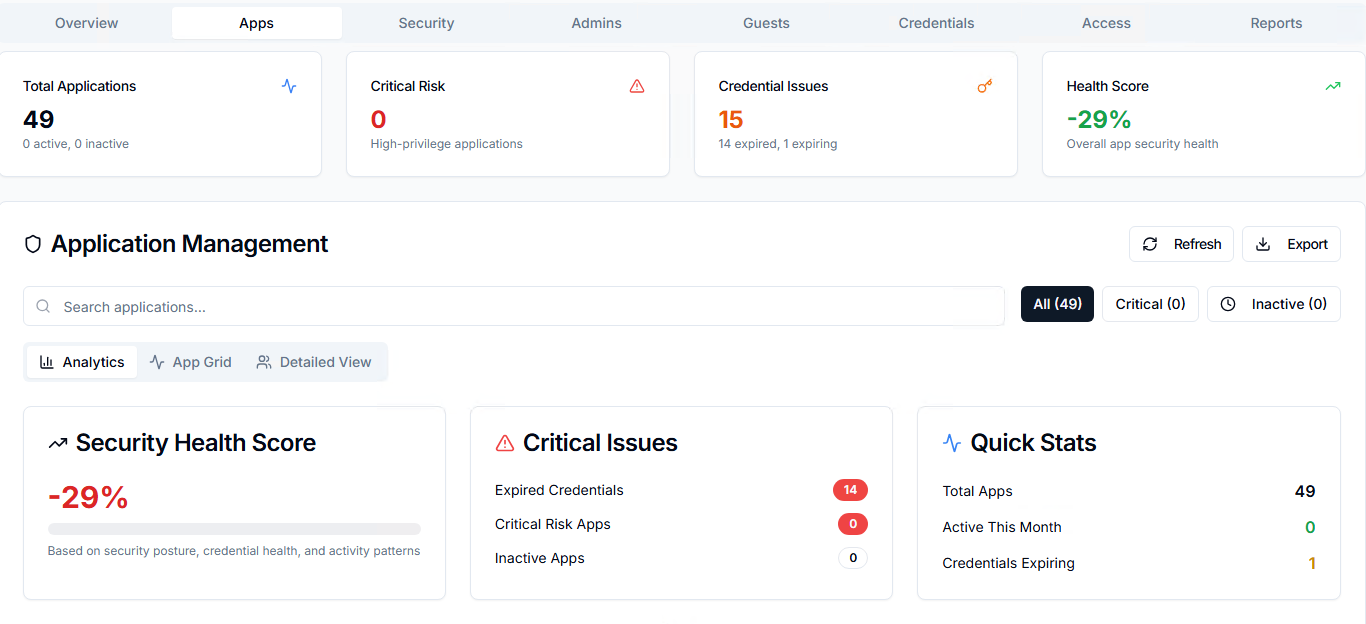 Overview Apps Security Admins Guests Credentials Access Reports
Total Applications
49
0 active, 0 inactive
Critical Risk
0
High-privilege applications
Credential Issues
15
14 expired, 1 expiring
Health Score
-29%
Overall app security health
Application Management
Refresh Export
Search applications...
All (49) Critical (0) Inactive (0)
Analytics App Grid Detailed View
Security Health Score
-29%
Based on security posture, credential health, and activity patterns
Critical Issues
Expired Credentials 14
Critical Risk Apps 0
Inactive Apps 0
Quick Stats
Total Apps 49
Active This Month 0
Credentials Expiring 1